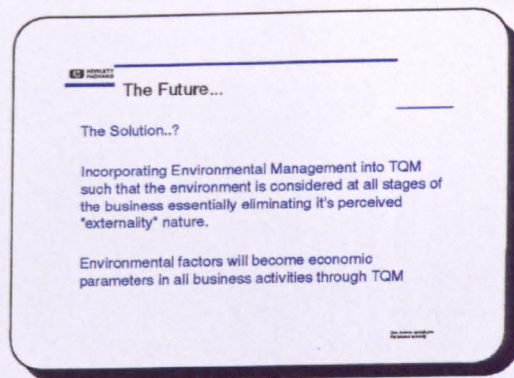 HEWLETT
PACKARD
The Future...
The Solution..?
Incorporating Environmental Management into TQM
such that the environment is considered at all stages of
the business essentially eliminating it's perceived
"externality" nature.
Environmental factors will become economic
parameters in all business activities through TQM